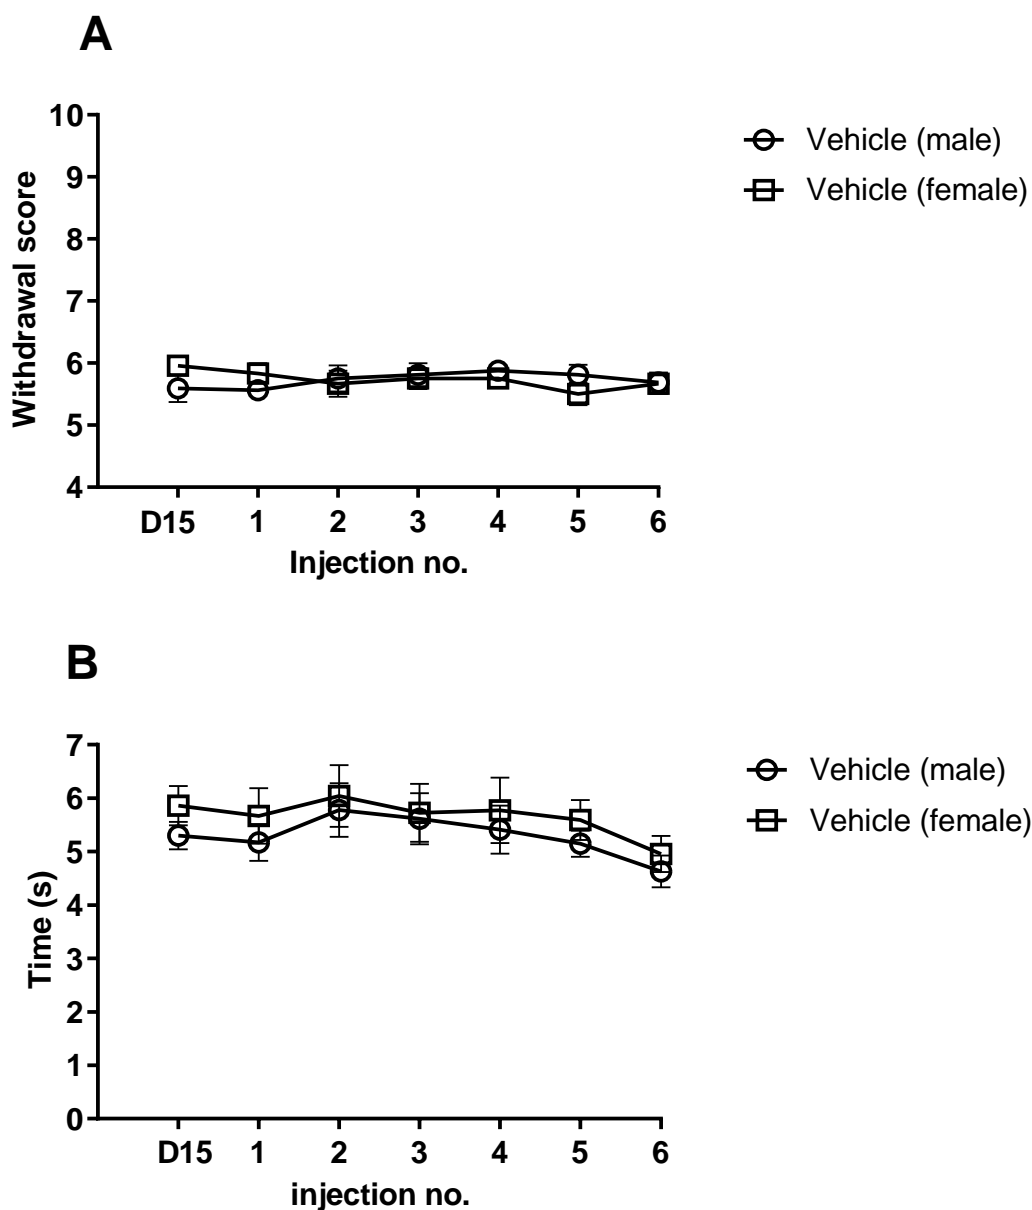 A
10
9
8
7
6
5
4
Withdrawal score
D15 1 2 3 4 5 6
Injection no.
Vehicle (male)
Vehicle (female)
B
7
6
5
4
3
2
1
0
Time (s)
D15 1 2 3 4 5 6
injection no.
Vehicle (male)
Vehicle (female)